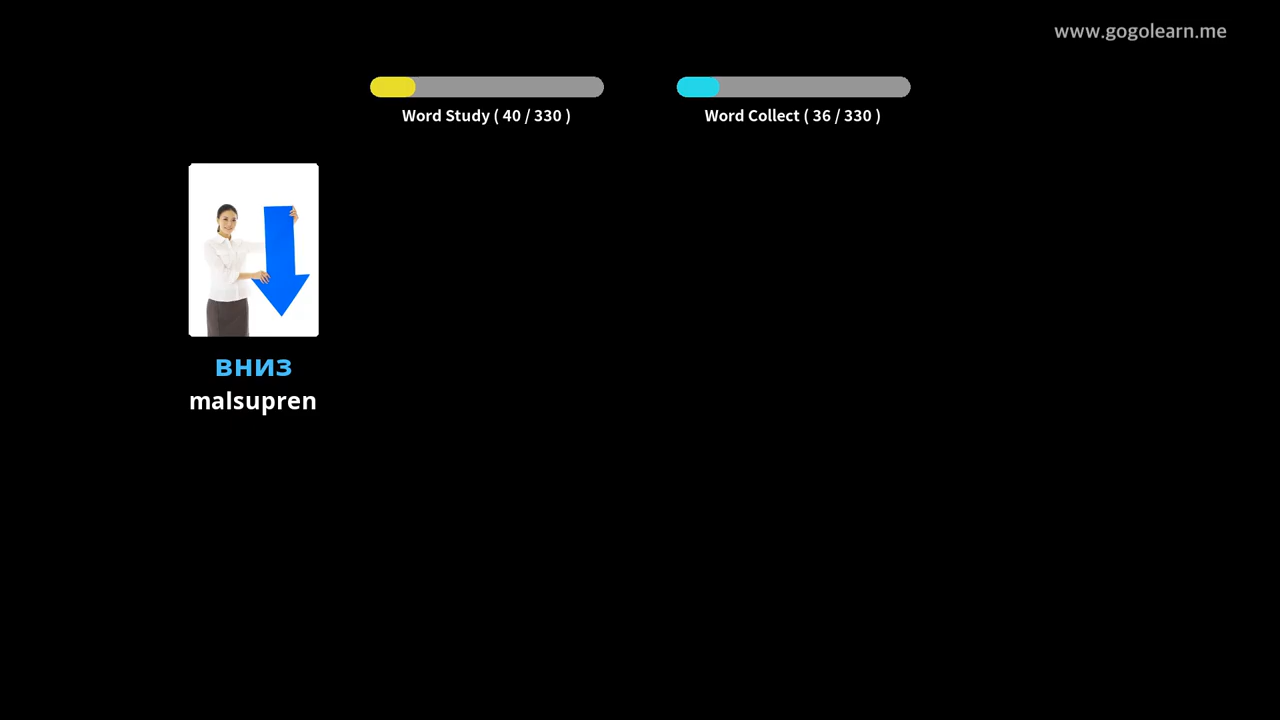 www.gogolearn.me
Word Study ( 40 / 330 )
Word Collect ( 36 / 330 )
вниз
malsupren